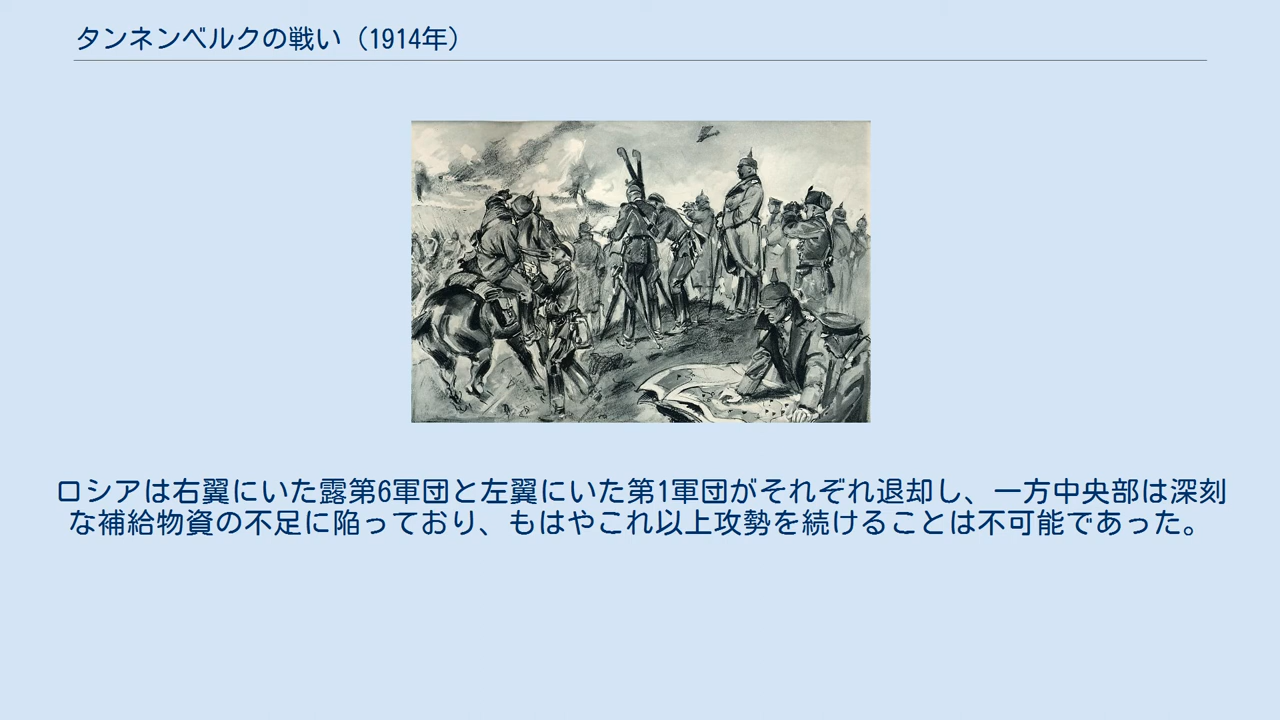 タンネンベルクの戦い（1914年）
ロシアは右翼にいた露第6軍団と左翼にいた第1軍団がそれぞれ退却し、一方中央部は深刻
な補給物資の不足に陥っており、もはやこれ以上攻勢を続けることは不可能であった。